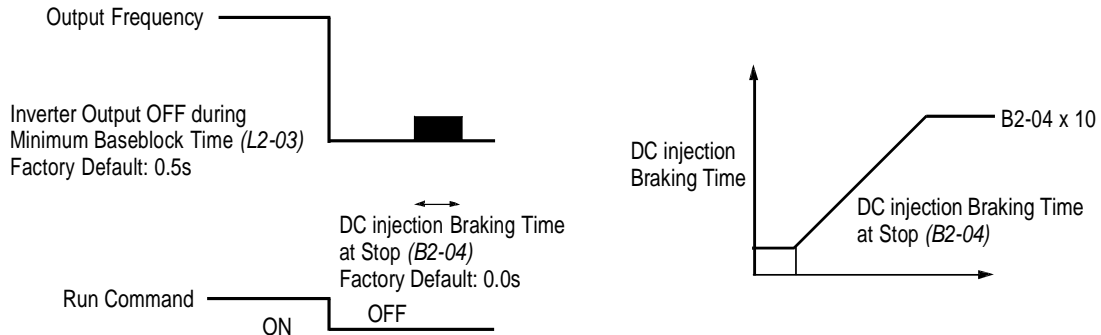 Output Frequency
Inverter Output OFF during
Minimum Baseblock Time (L2-03)
Factory Default: 0.5s
DC injection Braking Time
at Stop (B2-04)
Factory Default: 0.0s
Run Command
ON
OFF
B2-04 x 10
DC injection
Braking Time
DC injection Braking Time
at Stop (B2-04)